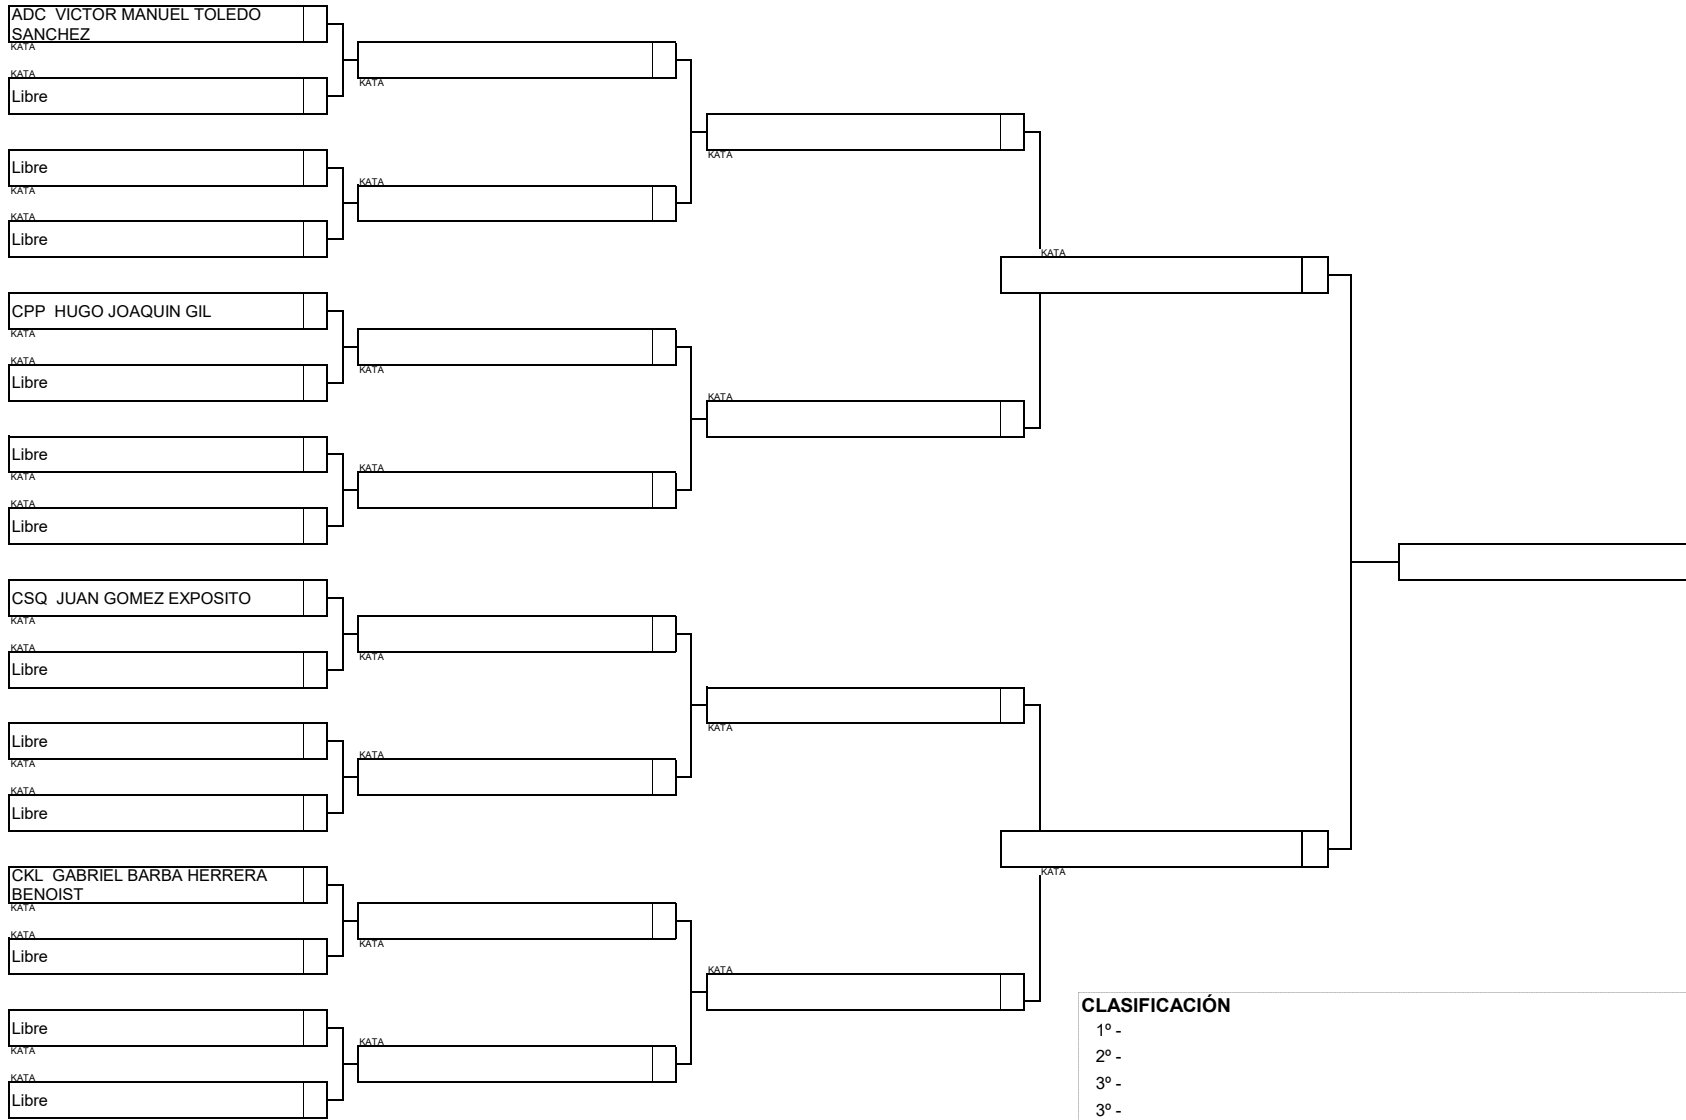 ADC  VICTOR MANUEL TOLEDO
SANCHEZ
KATA
KATA
Libre
Libre
KATA
KATA
Libre
CPP  HUGO JOAQUIN GIL
KATA
KATA
Libre
Libre
KATA
KATA
Libre
CSQ  JUAN GOMEZ EXPOSITO
KATA
KATA
Libre
Libre
KATA
KATA
Libre
CKL  GABRIEL BARBA HERRERA
BENOIST
KATA
KATA
Libre
Libre
KATA
KATA
Libre
KATA
KATA
KATA
KATA
KATA
KATA
KATA
KATA
KATA
KATA
KATA
KATA
KATA
KATA
CLASIFICACIÓN
1º -
2º -
3º -
3º -